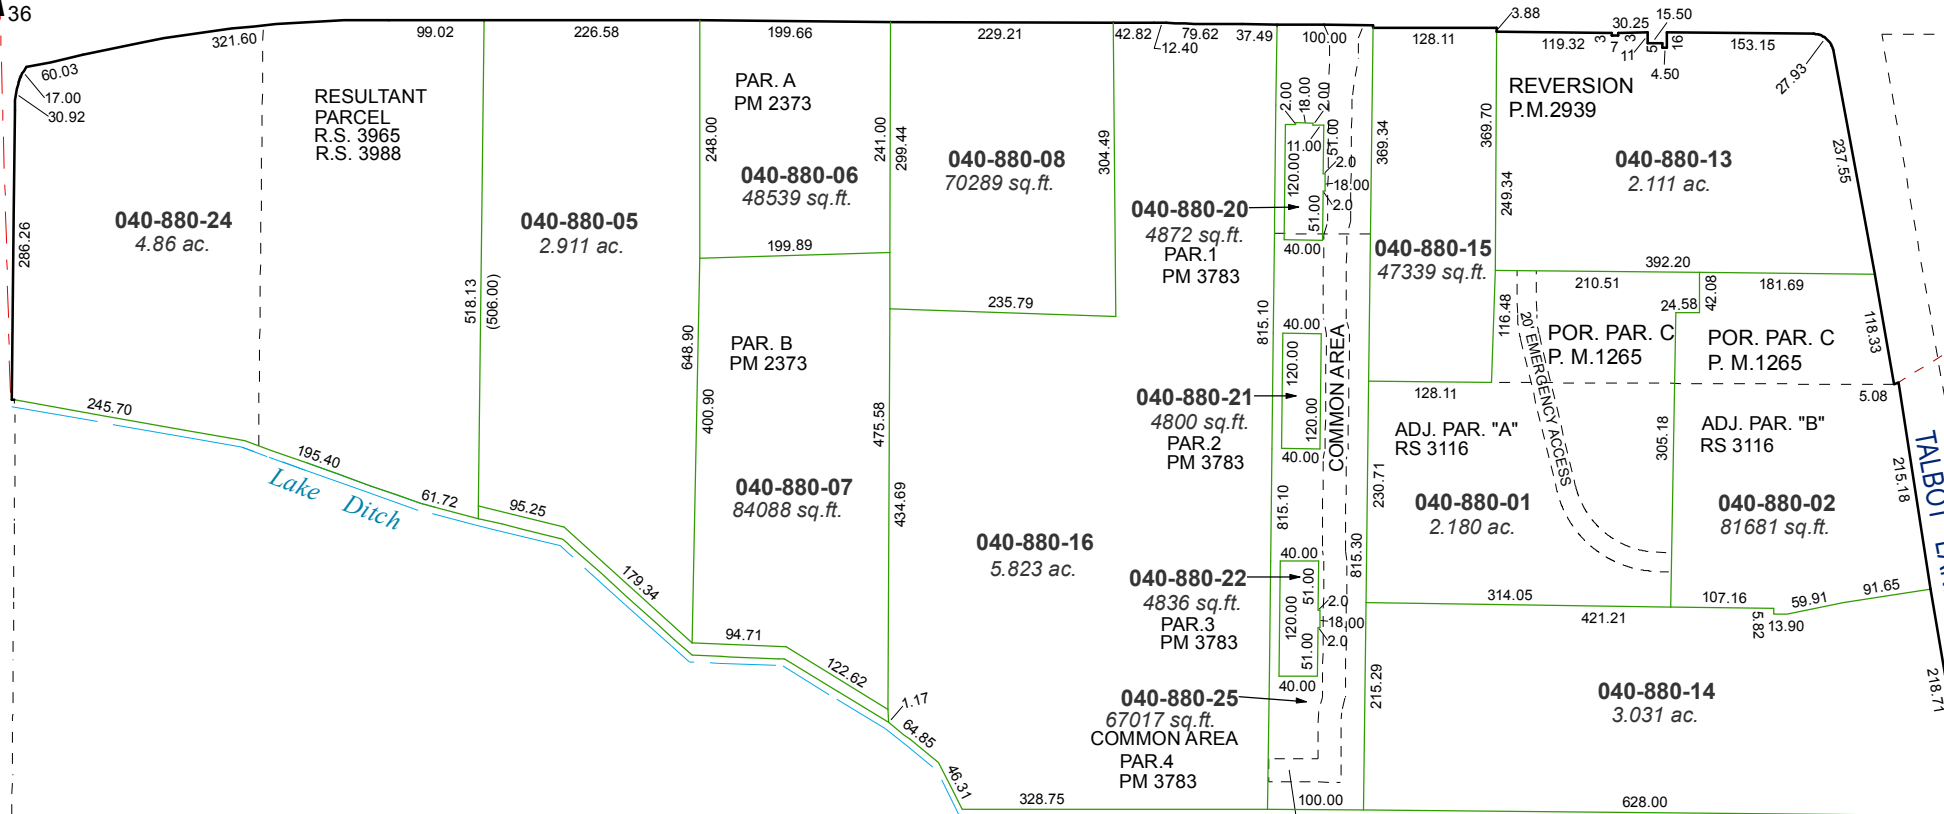 36
321.60
99.02
226.58
199.66
229.21
42.82
12.40
79.62
37.49
100.00
128.11
3.88
119.32
3
7
30.25
3
11
15.50
5
16
4.50
153.15
27.93
60.03
17.00
30.92
RESULTANT
PARCEL
R.S. 3965
R.S. 3988
PAR. A
PM 2373
REVERSION
P.M.2939
286.26
040-880-24
4.86 ac.
040-880-05
2.911 ac.
518.13
(506.00)
248.00
040-880-06
48539 sq.ft.
241.00
299.44
040-880-08
70289 sq.ft.
304.49
199.89
235.79
2.00
18.00
2.00
11.00
51.00
120.00
2.0
18.00
2.0
51.00
40.00
369.34
369.70
249.34
040-880-13
2.111 ac.
237.55
040-880-20
4872 sq.ft.
PAR.1
PM 3783
040-880-15
47339 sq.ft.
392.20
210.51
181.69
24.58
42.08
116.48
118.33
PAR. B
PM 2373
648.90
400.90
815.10
40.00
120.00
120.00
40.00
COMMON AREA
20' EMERGENCY ACCESS
POR. PAR. C
P. M.1265
POR. PAR. C
P. M.1265
128.11
5.08
040-880-21
4800 sq.ft.
PAR.2
PM 3783
245.70
195.40
61.72
95.25
Lake Ditch
475.58
434.69
040-880-07
84088 sq.ft.
ADJ. PAR. "A"
RS 3116
305.18
ADJ. PAR. "B"
RS 3116
215.18
TALBOT
230.71
040-880-01
2.180 ac.
040-880-02
81681 sq.ft.
815.10
815.30
040-880-16
5.823 ac.
179.34
94.71
122.62
1.17
64.85
46.31
328.75
40.00
51.00
120.00
2.0
18.00
2.0
51.00
40.00
040-880-22
4836 sq.ft.
PAR.3
PM 3783
314.05
421.21
107.16
5.82
13.90
59.91
91.65
215.29
040-880-25
67017 sq.ft.
COMMON AREA
PAR.4
PM 3783
040-880-14
3.031 ac.
218.71
100.00
628.00